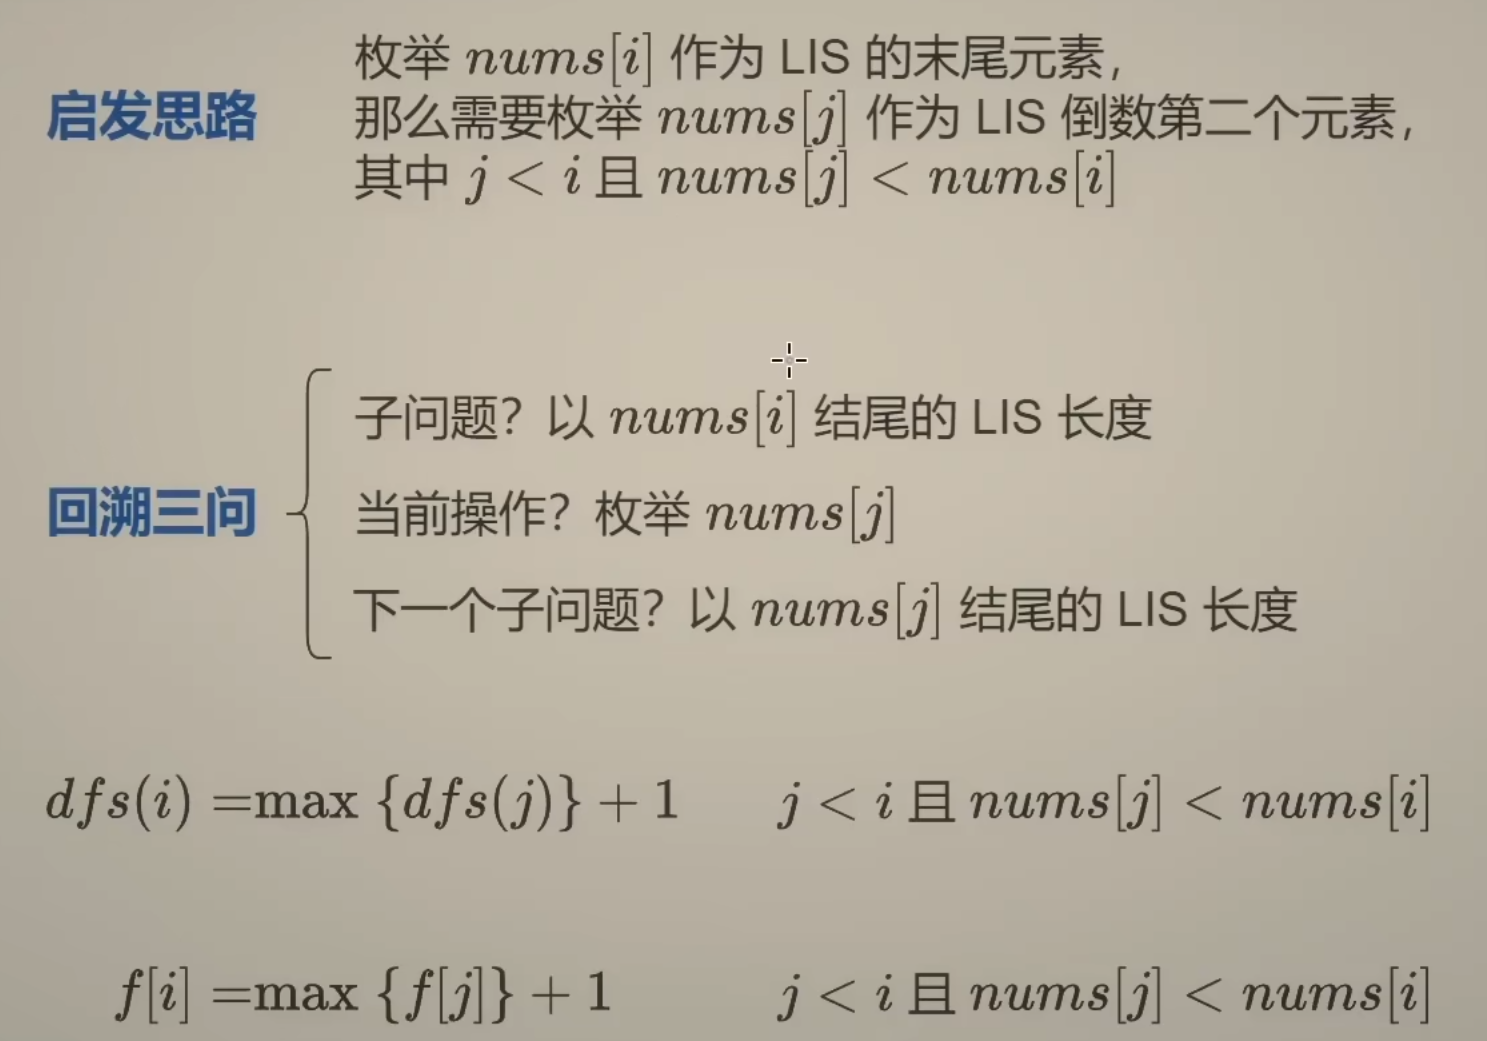 枚举 nums[i] 作为 LIS 的末尾元素，
启发思路
那么需要枚举 nums[j] 作为 LIS 倒数第二个元素，
其中 j < i 且 nums[j] < nums[i]
子问题？以 nums[i] 结尾的 LIS 长度
回溯三问
当前操作？枚举 nums[j]
下一个子问题？以 nums[j] 结尾的 LIS 长度
dfs(i) =max {dfs(j)} + 1 j < i 且 nums[j] < nums[i]
f[i] =max {f[j]} + 1 j < i 且 nums[j] < nums[i]